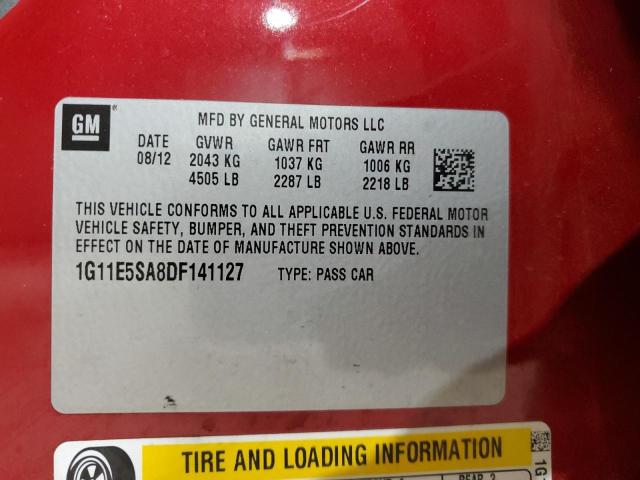 GM
MFD BY GENERAL MOTORS LLC
DATE GVWR GAWR FRT GAWR RR
08/12 2043 KG 1037 KG 1006 KG
4505 LB 2287 LB 2218 LB
THIS VEHICLE CONFORMS TO ALL APPLICABLE U.S. FEDERAL MOTOR
VEHICLE SAFETY, BUMPER, AND THEFT PREVENTION STANDARDS IN
EFFECT ON THE DATE OF MANUFACTURE SHOWN ABOVE.
1G11E5SA8DF141127 TYPE: PASS CAR
TIRE AND LOADING INFORMATION